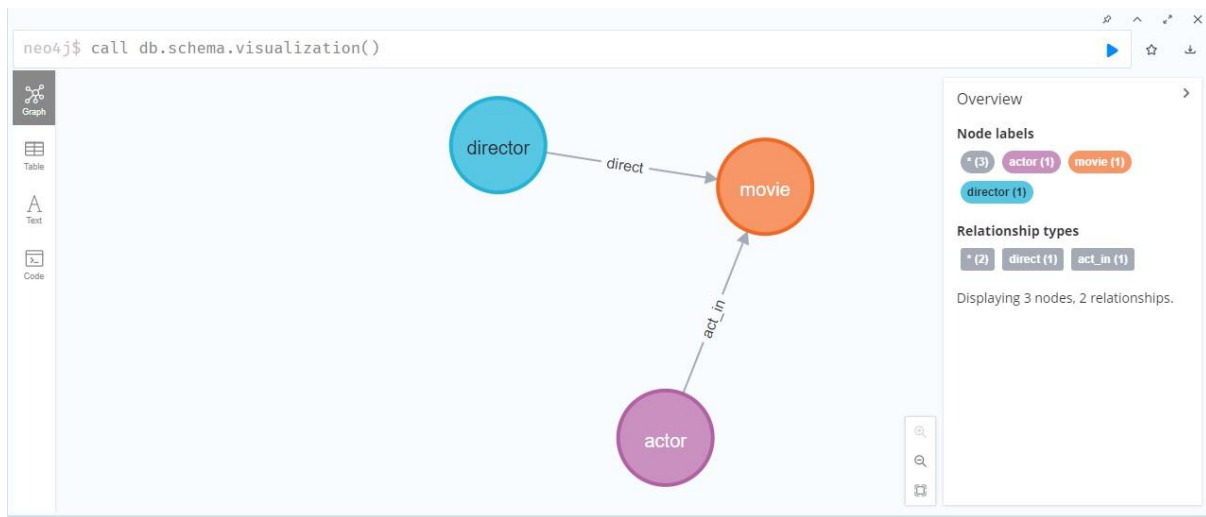 neo4j$ call db.schema.visualization()
Graph
Table
Text
Code
director
direct
movie
act_in
actor
Overview
Node labels
* (3) actor (1) movie (1)
director (1)
Relationship types
* (2) direct (1) act_in (1)
Displaying 3 nodes, 2 relationships.